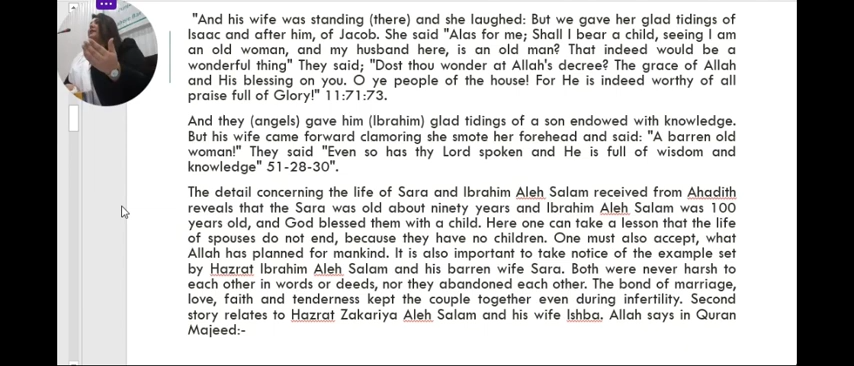 "And his wife was standing (there) and she laughed: But we gave her glad tidings of
Isaac and after him, of Jacob. She said "Alas for me; Shall I bear a child, seeing I am
an old woman, and my husband here, is an old man? That indeed would be a
wonderful thing" They said; "Dost thou wonder at Allah's decree? The grace of Allah
and His blessing on you. O ye people of the house! For He is indeed worthy of all
praise full of Glory!" 11:71:73.
And they (angels) gave him (Ibrahim) glad tidings of a son endowed with knowledge.
But his wife came forward clamoring she smote her forehead and said: "A barren old
woman!" They said "Even so has thy Lord spoken and He is full of wisdom and
knowledge" 51-28-30".
The detail concerning the life of Sara and Ibrahim Aleh Salam received from Ahadith
reveals that the Sara was old about ninety years and Ibrahim Aleh Salam was 100
years old, and God blessed them with a child. Here one can take a lesson that the life
of spouses do not end, because they have no children. One must also accept, what
Allah has planned for mankind. It is also important to take notice of the example set
by Hazrat Ibrahim Aleh Salam and his barren wife Sara. Both were never harsh to
each other in words or deeds, nor they abandoned each other. The bond of marriage,
love, faith and tenderness kept the couple together even during infertility. Second
story relates to Hazrat Zakariya Aleh Salam and his wife Ishba. Allah says in Quran
Majeed:-